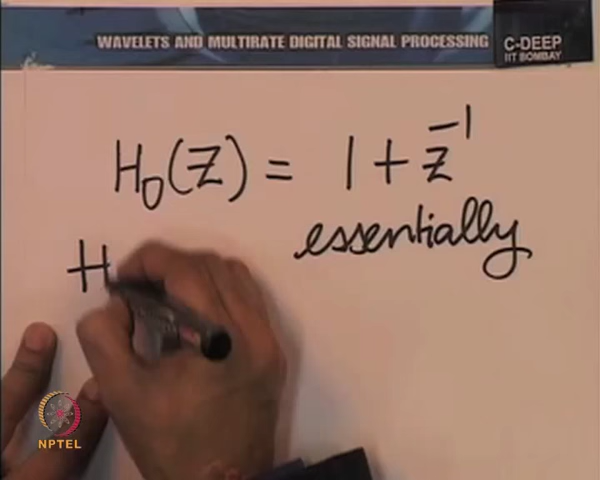 WAVELETS AND MULTIRATE DIGITAL SIGNAL PROCESSING
C-DEEP
IIT BOMBAY
H₀(Z) = 1 + z⁻¹
essentially
H
NPTEL